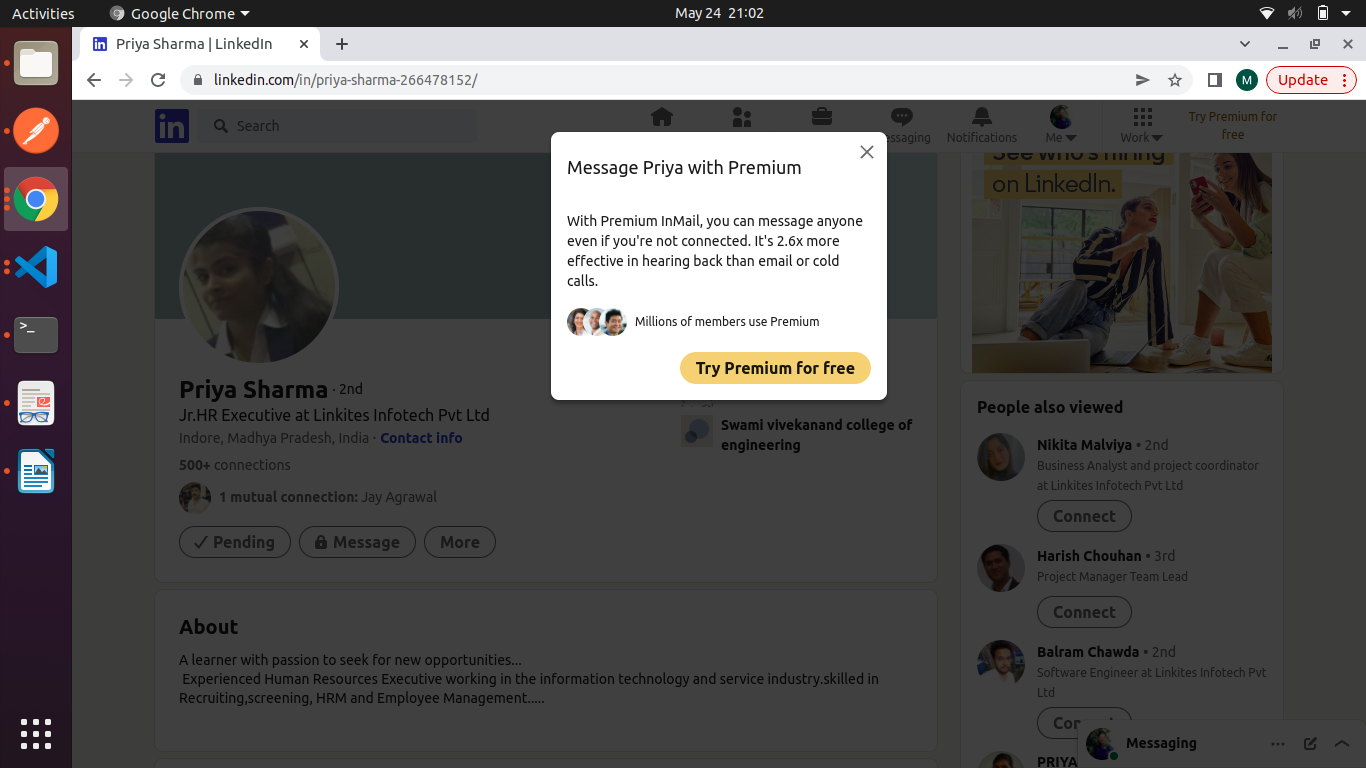 Activities
Google Chrome
May 24 21:02
Priya Sharma | LinkedIn
linkedin.com/in/priya-sharma-266478152/
M
Update
in
Search
ssaging
Notifications
Me
Work
Try Premium for
free
See who's hiring
on LinkedIn.
Message Priya with Premium
With Premium InMail, you can message anyone
even if you're not connected. It's 2.6x more
effective in hearing back than email or cold
calls.
Millions of members use Premium
Try Premium for free
Priya Sharma · 2nd
Jr.HR Executive at Linkites Infotech Pvt Ltd
Indore, Madhya Pradesh, India · Contact info
500+ connections
1 mutual connection: Jay Agrawal
Pending
Message
More
Swami vivekanand college of
engineering
About
A learner with passion to seek for new opportunities...
Experienced Human Resources Executive working in the information technology and service industry.skilled in
Recruiting,screening, HRM and Employee Management.....
People also viewed
Nikita Malviya • 2nd
Business Analyst and project coordinator
at Linkites Infotech Pvt Ltd
Connect
Harish Chouhan • 3rd
Project Manager Team Lead
Connect
Balram Chawda • 2nd
Software Engineer at Linkites Infotech Pvt
Ltd
Messaging
PRIYA